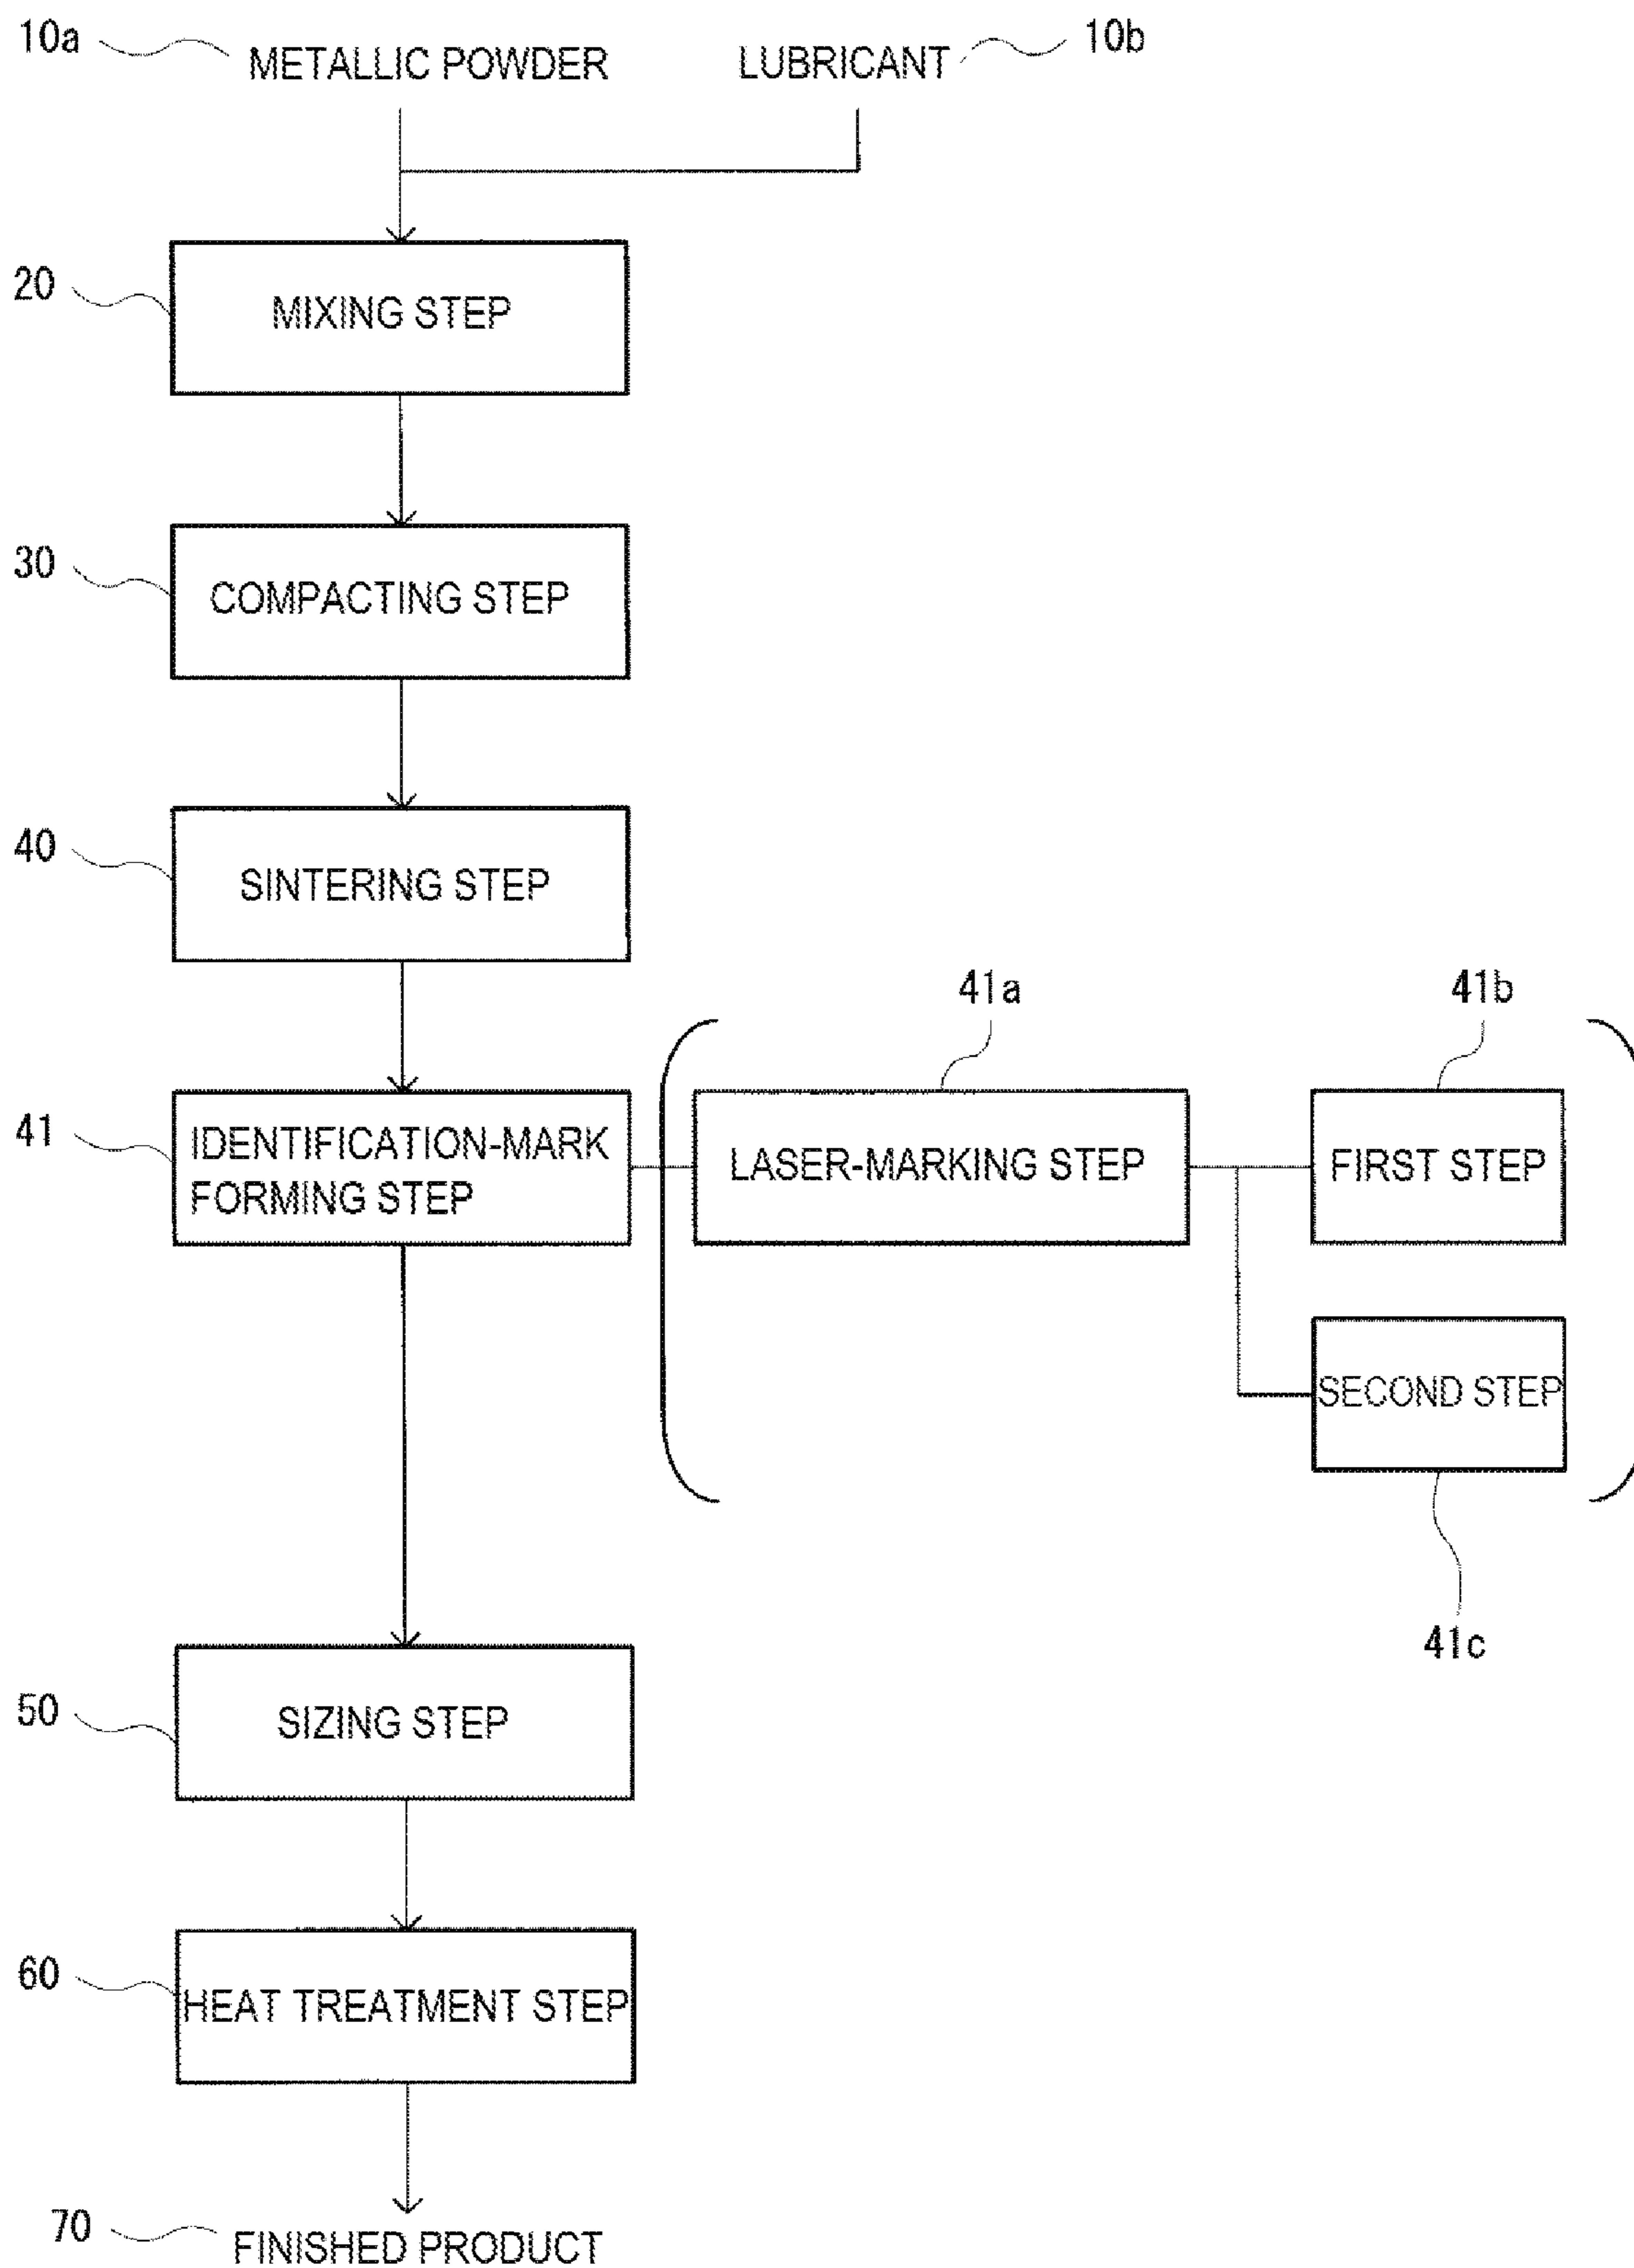 10a METALLIC POWDER LUBRICANT 10b
20 MIXING STEP
30 COMPACTING STEP
40 SINTERING STEP
41a 41b
41 IDENTIFICATION-MARK
FORMING STEP
LASER-MARKING STEP
FIRST STEP
SECOND STEP
41c
50 SIZING STEP
60 HEAT TREATMENT STEP
70 FINISHED PRODUCT